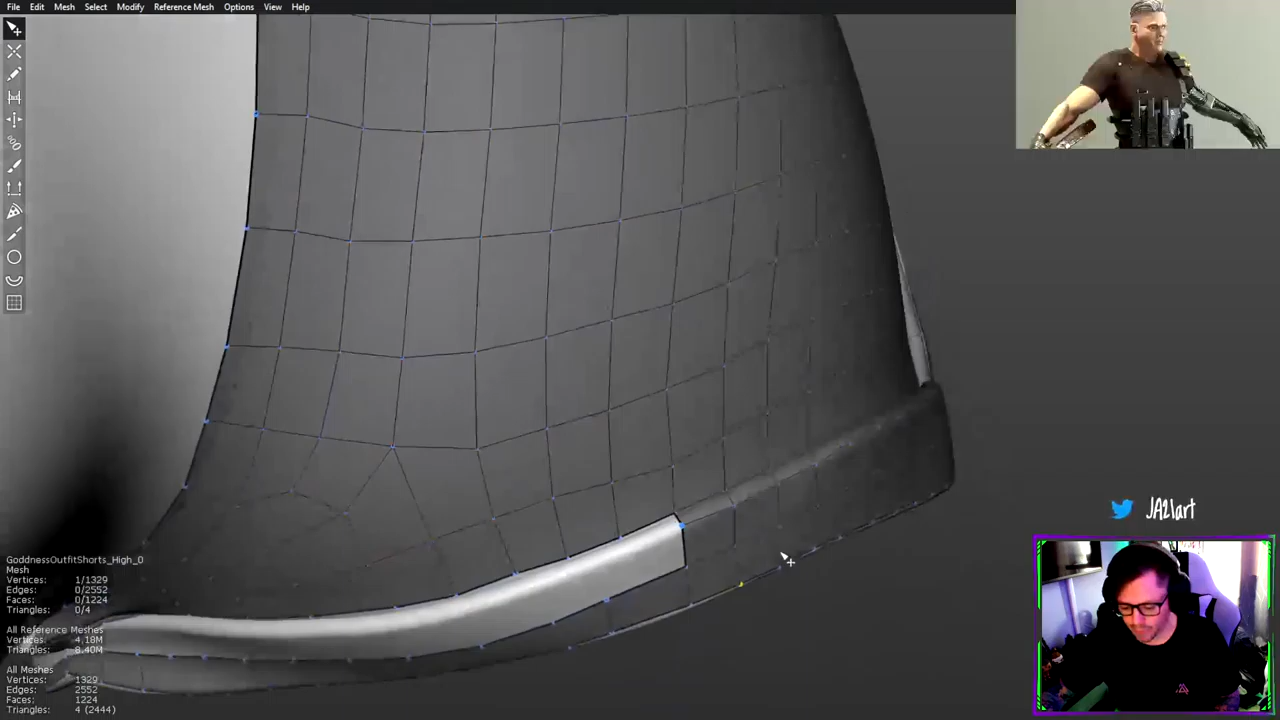 File Edit Mesh Select Modify Reference Mesh Options View Help
GoddnessOutfitShorts_High_0
Mesh
Vertices: 1/1329
Edges: 0/2552
Faces: 0/1224
Triangles: 0/4
All Reference Meshes
Vertices: 4.18M
Triangles: 8.40M
All Meshes
Vertices: 1329
Edges: 2552
Faces: 1224
Triangles: 4 (2444)
JA21art